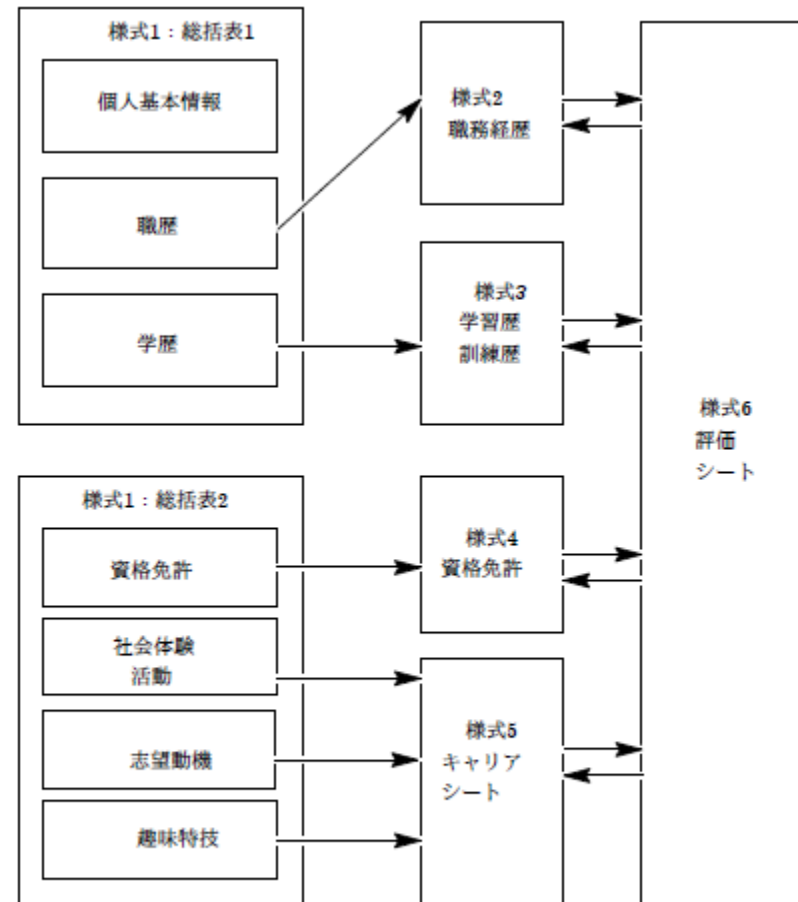 様式1：総括表1
個人基本情報
職歴
学歴
様式2
職務経歴
様式3
学習歴
訓練歴
様式1：総括表2
資格免許
社会体験
活動
志望動機
趣味特技
様式4
資格免許
様式5
キャリア
シート
様式6
評価
シート